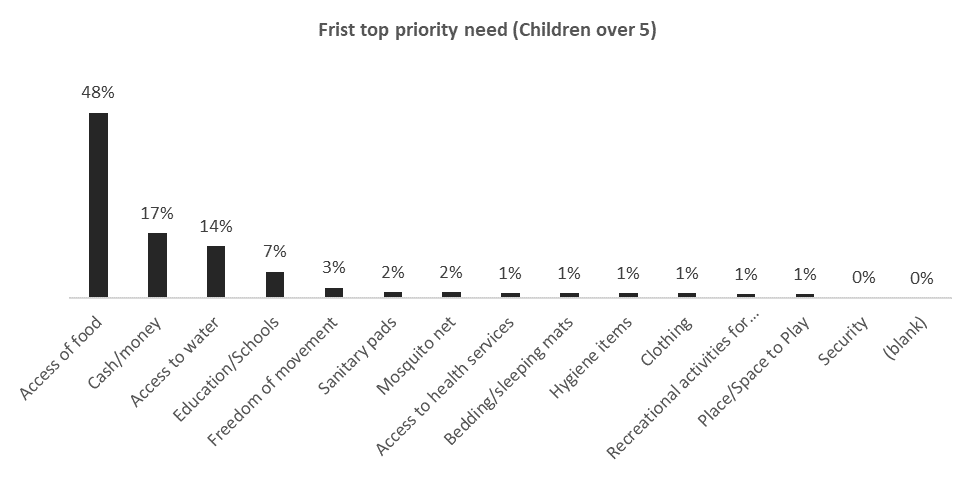 Frist top priority need (Children over 5)
48%
17%
14%
7%
3%
2%
2%
1%
1%
1%
1%
1%
1%
0%
0%
Access of food
Cash/money
Access to water
Education/Schools
Freedom of movement
Sanitary pads
Mosquito net
Access to health services
Bedding/sleeping mats
Hygiene items
Clothing
Recreational activities for...
Place/Space to Play
Security
(blank)